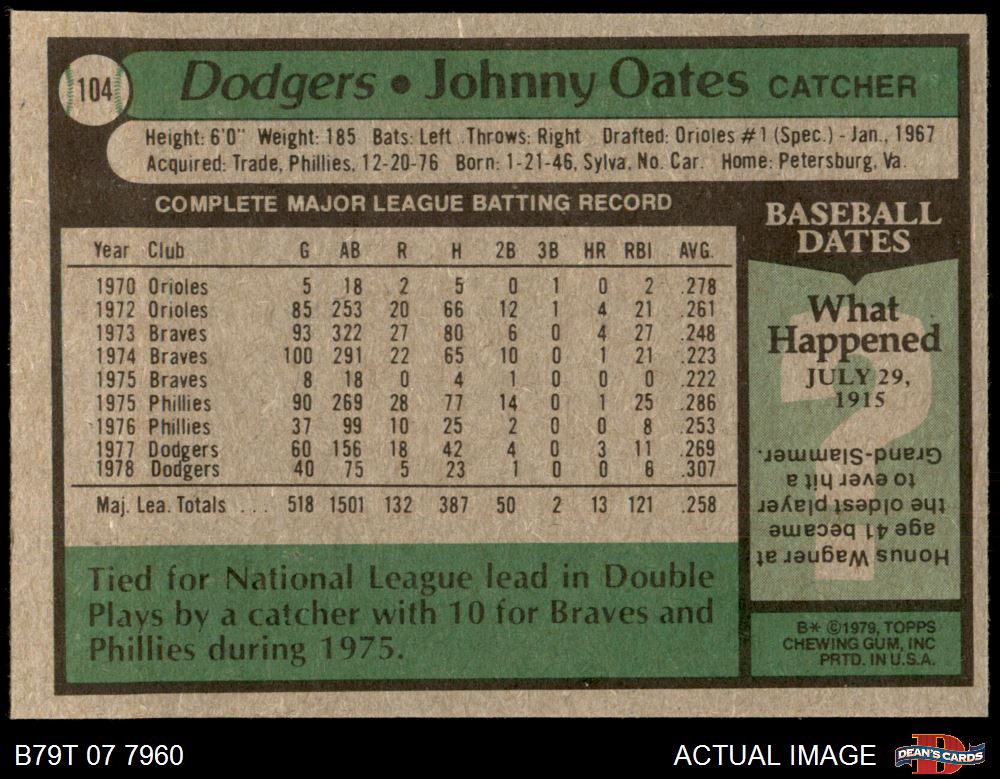 104
Dodgers • Johnny Oates CATCHER
Height: 6'0" Weight: 185 Bats: Left Throws: Right Drafted: Orioles #1 (Spec.) - Jan., 1967
Acquired: Trade, Phillies, 12-20-76 Born: 1-21-46, Sylva, No. Car. Home: Petersburg, Va.
COMPLETE MAJOR LEAGUE BATTING RECORD
Year Club G AB R H 2B 3B HR RBI AVG.
1970 Orioles 5 18 2 5 0 1 0 2 .278
1972 Orioles 85 253 20 66 12 1 4 21 .261
1973 Braves 93 322 27 80 6 0 4 27 .248
1974 Braves 100 291 22 65 10 0 1 21 .223
1975 Braves 8 18 0 4 1 0 0 0 .222
1975 Phillies 90 269 28 77 14 0 1 25 .286
1976 Phillies 37 99 10 25 2 0 0 8 .253
1977 Dodgers 60 156 18 42 4 0 3 11 .269
1978 Dodgers 40 75 5 23 1 0 0 6 .307
Maj. Lea. Totals ... 518 1501 132 387 50 2 13 121 .258
Tied for National League lead in Double
Plays by a catcher with 10 for Braves and
Phillies during 1975.
BASEBALL
DATES
What
Happened
JULY 29,
1915
Honus Wagner at
age 41 became
the oldest player
to ever hit a
Grand-Slammer.
B* ©1979, TOPPS
CHEWING GUM, INC
PRTD. IN U.S.A.
B79T 07 7960
ACTUAL IMAGE
DEAN'S CARDS